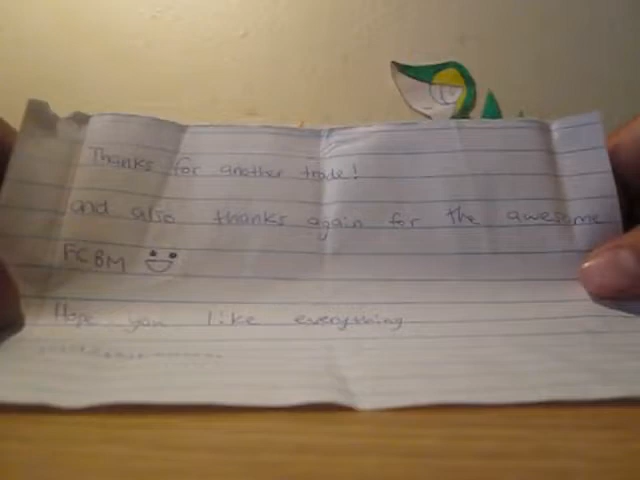 Thanks for another trade!
and also thanks again for the awesome
FCBM
Hope you like everything